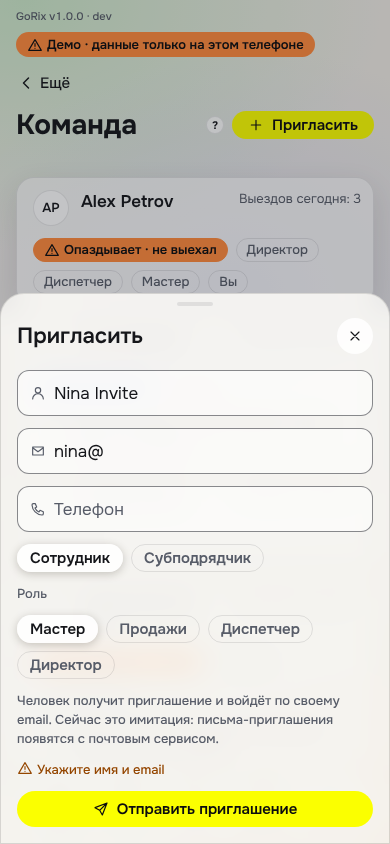 GoRix v1.0.0 · dev
Демо · данные только на этом телефоне
Ещё
Команда
? + Пригласить
AP Alex Petrov Выездов сегодня: 3
Опаздывает · не выехал Директор
Диспетчер Мастер Вы
Пригласить
Nina Invite
nina@
Телефон
Сотрудник Субподрядчик
Роль
Мастер Продажи Диспетчер
Директор
Человек получит приглашение и войдёт по своему
email. Сейчас это имитация: письма-приглашения
появятся с почтовым сервисом.
Укажите имя и email
Отправить приглашение